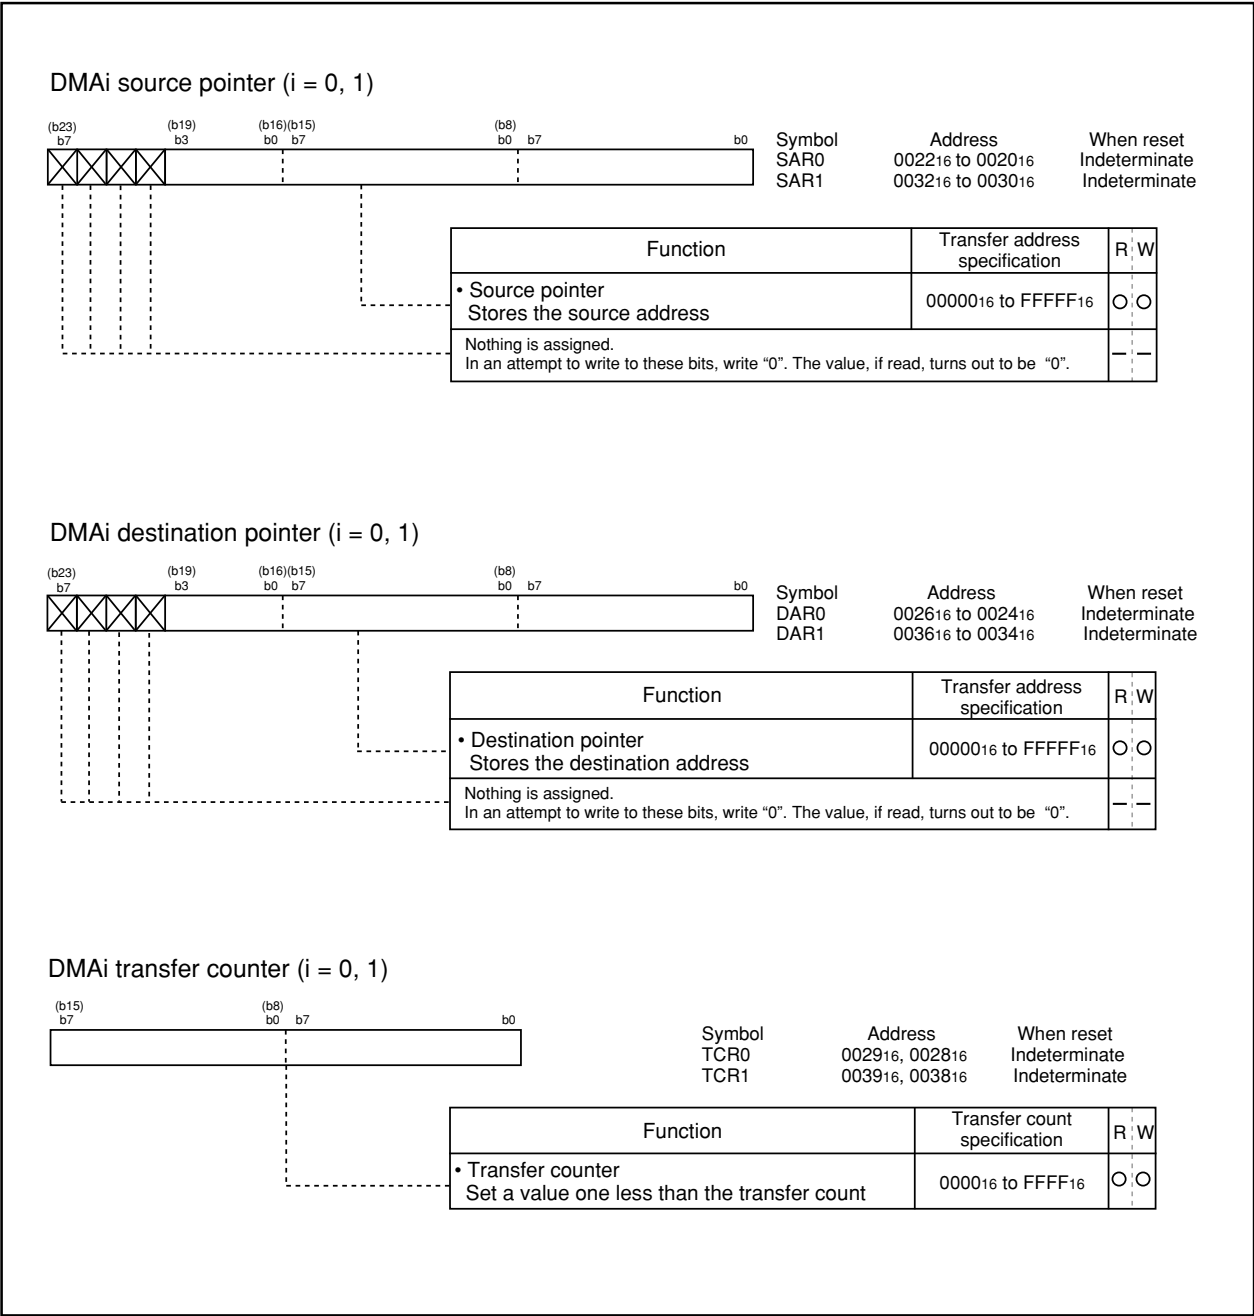 DMAi source pointer (i = 0, 1)
(b23) (b19) (b16)(b15) (b8)
b7 b3 b0 b7 b0 b7 b0
Symbol Address When reset
SAR0 002216 to 002016 Indeterminate
SAR1 003216 to 003016 Indeterminate
Function Transfer address specification R W
• Source pointer
Stores the source address
0000016 to FFFFF16
Nothing is assigned.
In an attempt to write to these bits, write “0”. The value, if read, turns out to be “0”.
DMAi destination pointer (i = 0, 1)
(b23) (b19) (b16)(b15) (b8)
b7 b3 b0 b7 b0 b7 b0
Symbol Address When reset
DAR0 002616 to 002416 Indeterminate
DAR1 003616 to 003416 Indeterminate
Function Transfer address specification R W
• Destination pointer
Stores the destination address
0000016 to FFFFF16
Nothing is assigned.
In an attempt to write to these bits, write “0”. The value, if read, turns out to be “0”.
DMAi transfer counter (i = 0, 1)
(b15) (b8)
b7 b0 b7 b0
Symbol Address When reset
TCR0 002916, 002816 Indeterminate
TCR1 003916, 003816 Indeterminate
Function Transfer count specification R W
• Transfer counter
Set a value one less than the transfer count
000016 to FFFF16